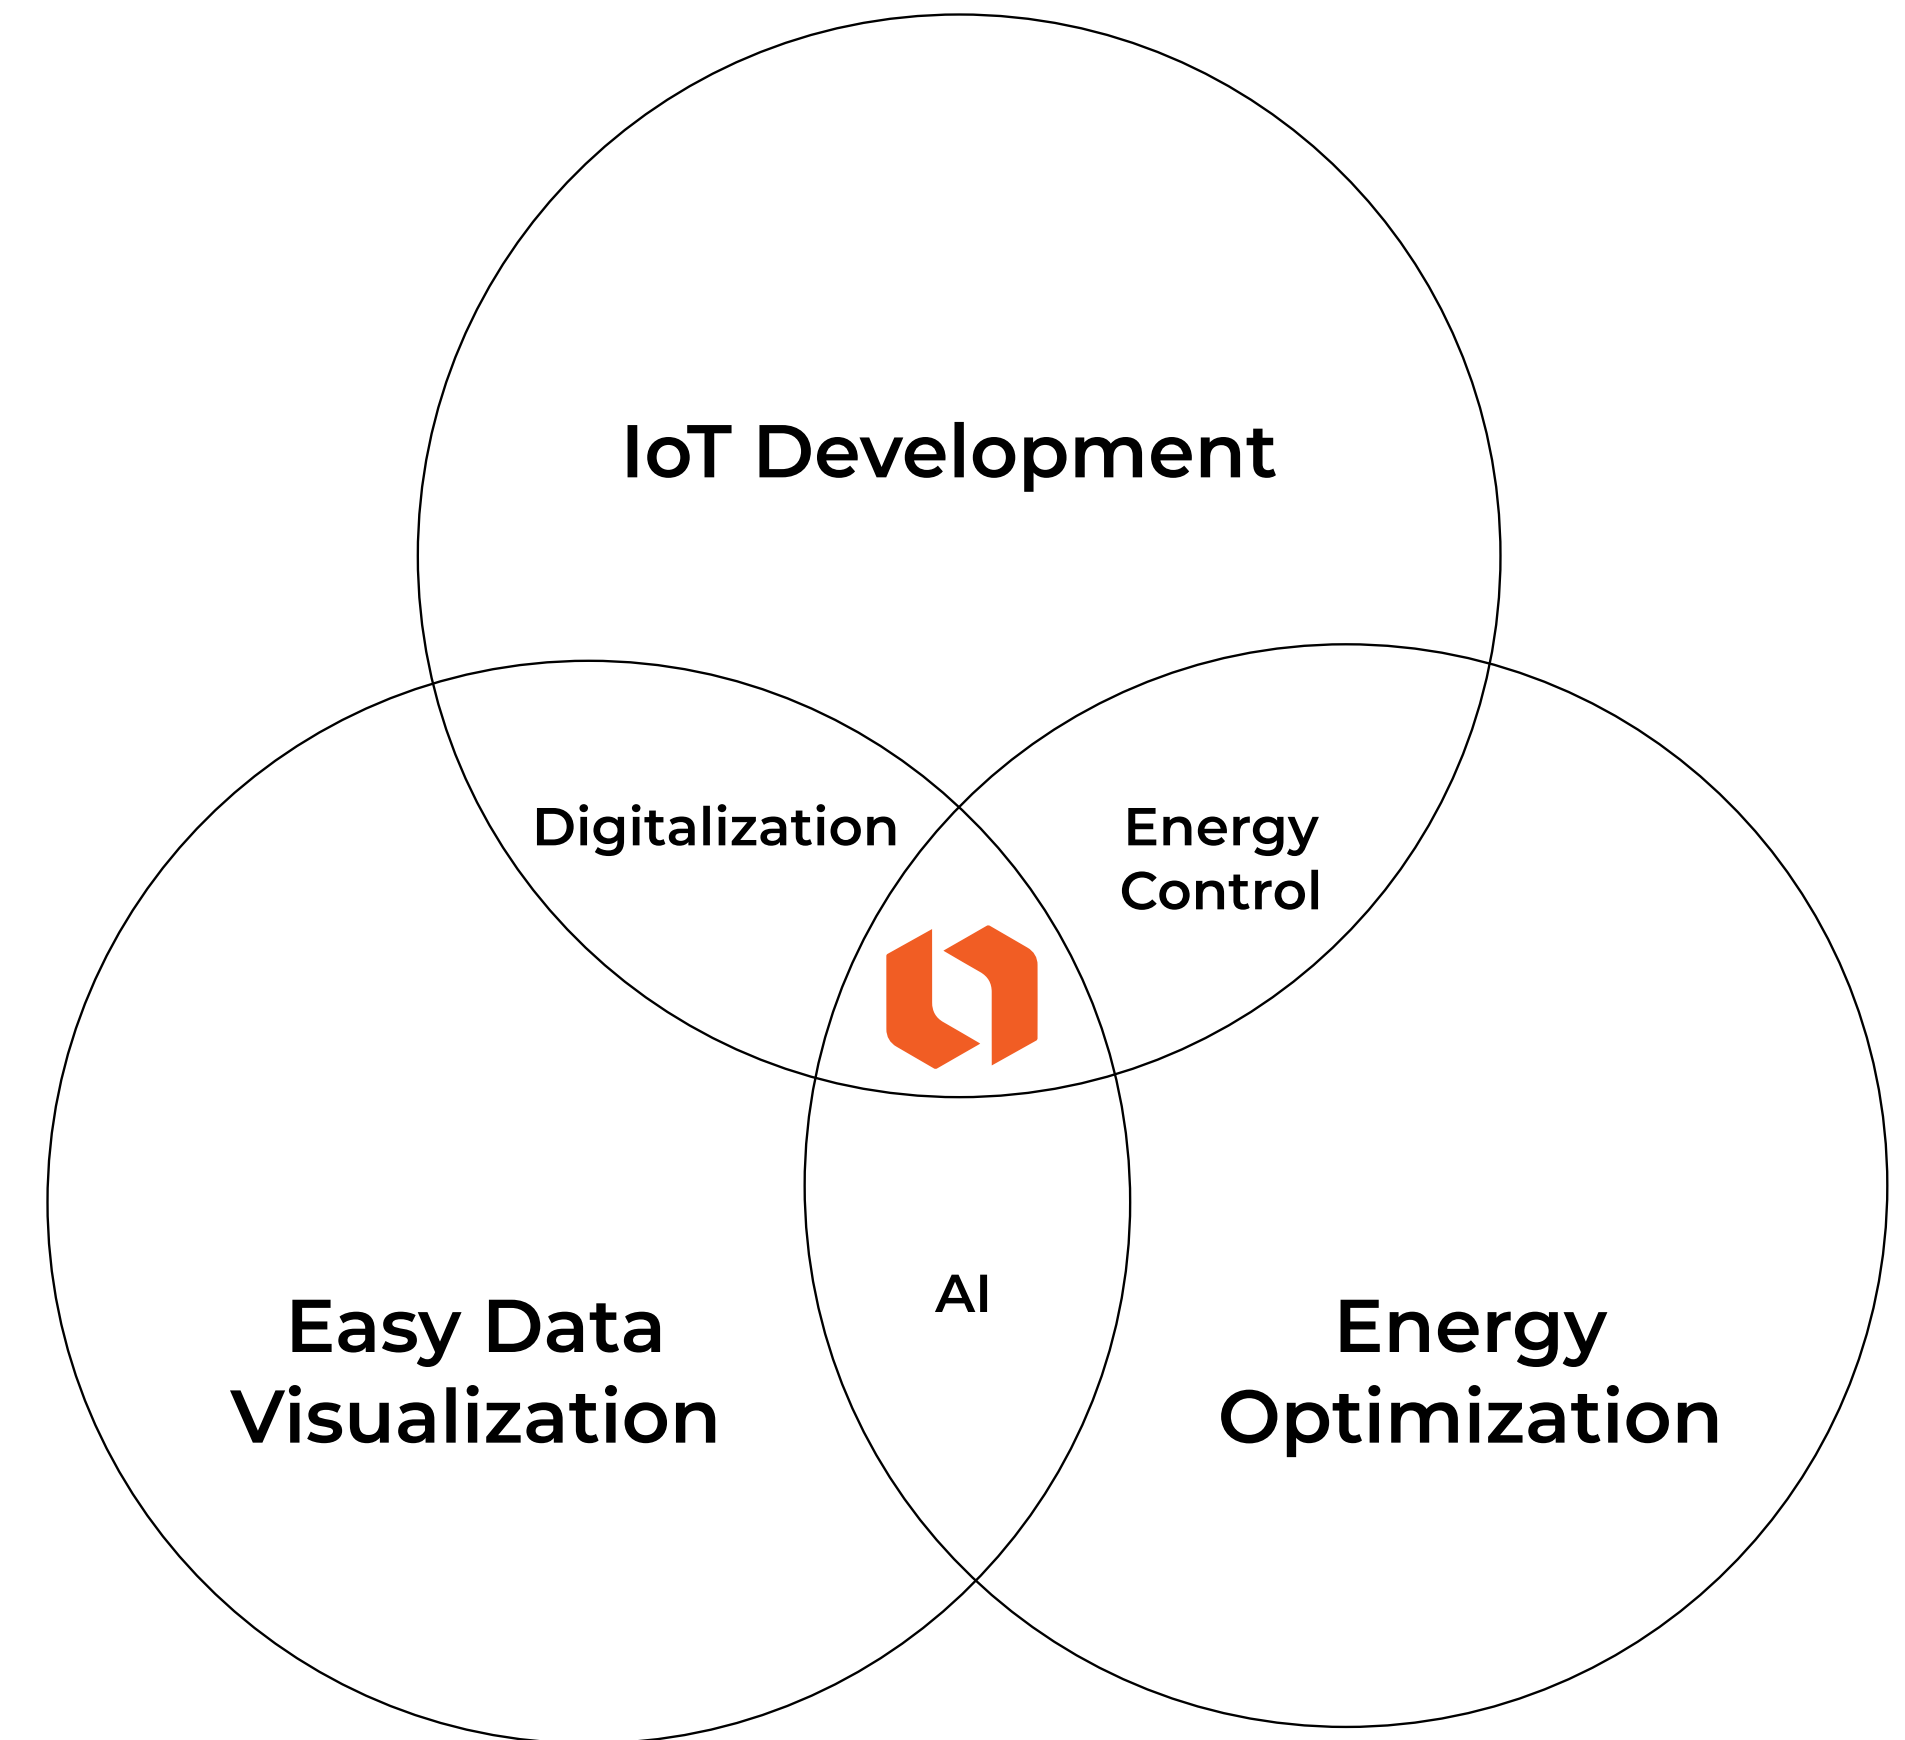 IoT Development
Digitalization
Energy
Control
AI
Easy Data
Visualization
Energy
Optimization